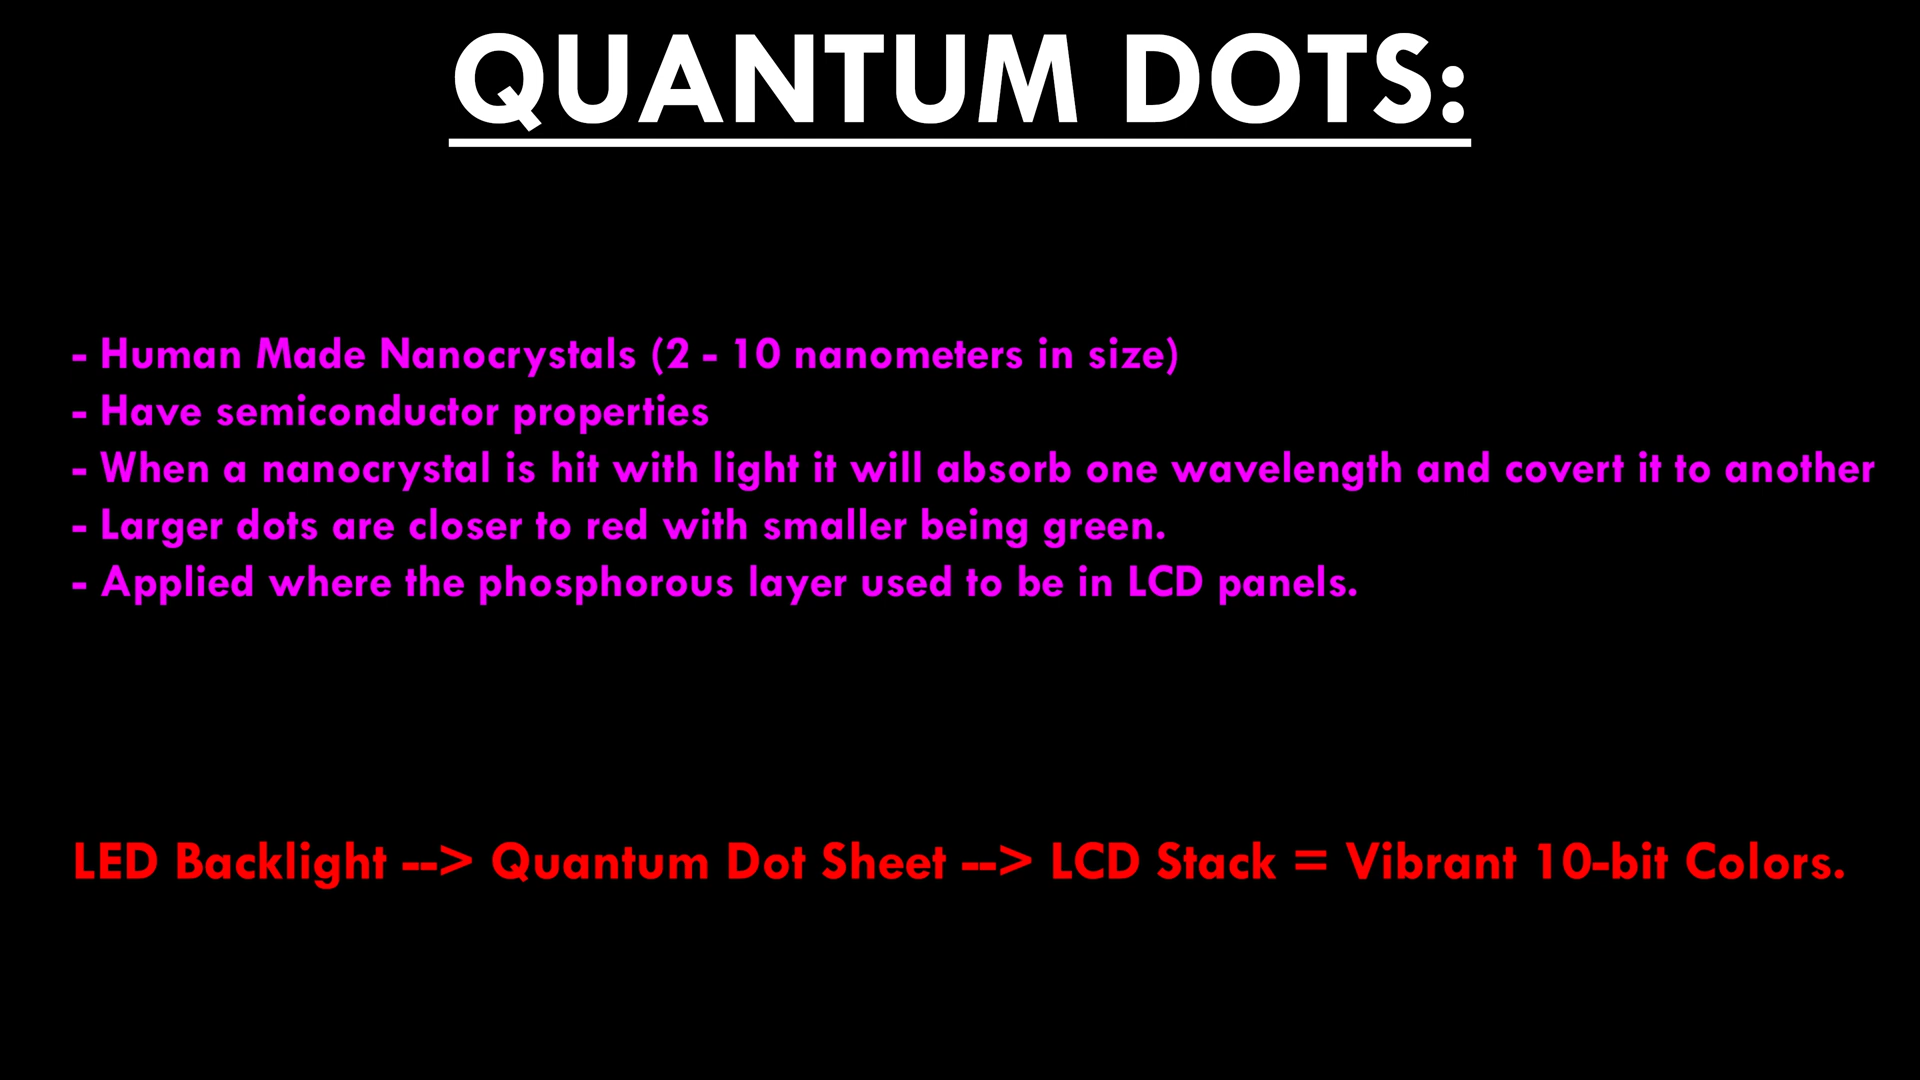 QUANTUM DOTS:
- Human Made Nanocrystals (2 - 10 nanometers in size)
- Have semiconductor properties
- When a nanocrystal is hit with light it will absorb one wavelength and covert it to another
- Larger dots are closer to red with smaller being green.
- Applied where the phosphorous layer used to be in LCD panels.
LED Backlight --> Quantum Dot Sheet --> LCD Stack = Vibrant 10-bit Colors.